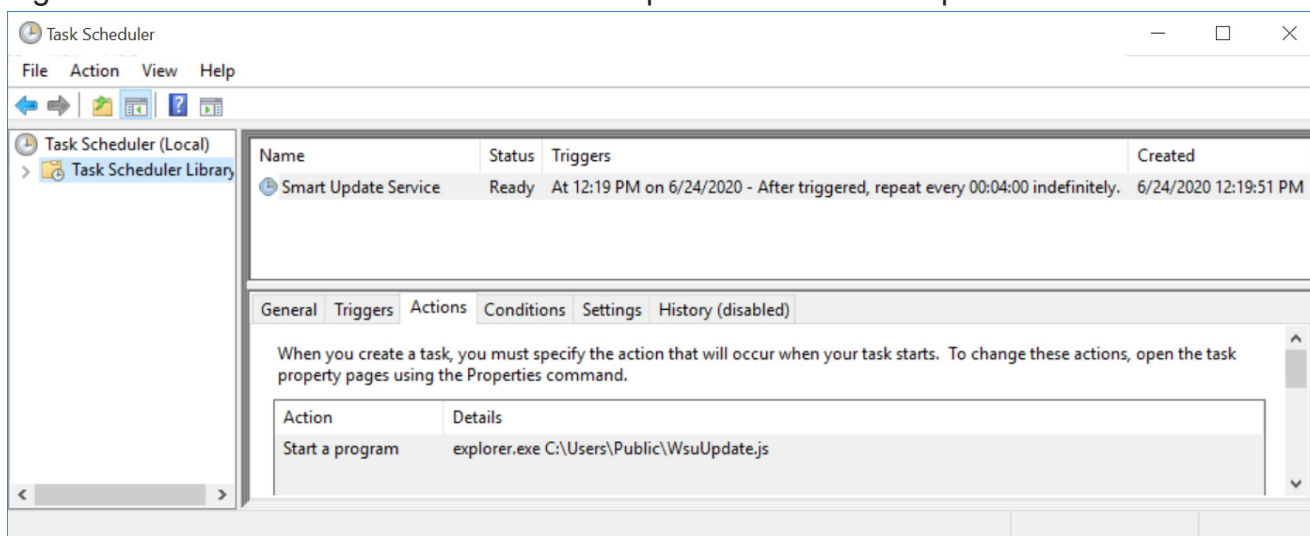 Task Scheduler
File Action View Help
Task Scheduler (Local)
Task Scheduler Library
Name Status Triggers Created
Smart Update Service Ready At 12:19 PM on 6/24/2020 - After triggered, repeat every 00:04:00 indefinitely. 6/24/2020 12:19:51 PM
General Triggers Actions Conditions Settings History (disabled)
When you create a task, you must specify the action that will occur when your task starts. To change these actions, open the task
property pages using the Properties command.
Action Details
Start a program explorer.exe C:\Users\Public\WsuUpdate.js